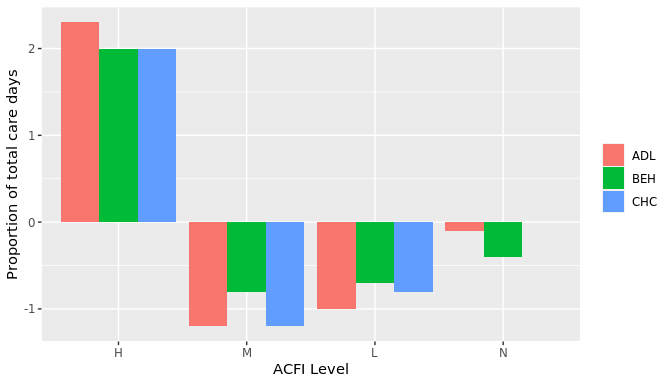 Proportion of total care days
2
1
0
-1
H M L N
ACFI Level
ADL
BEH
CHC